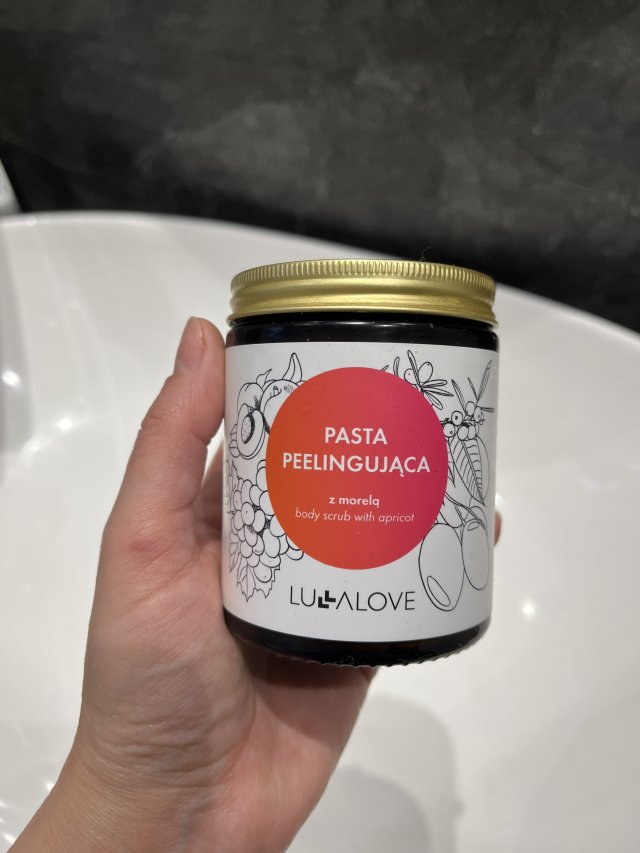 PASTA
PEELINGUJĄCA
z morelą
body scrub with apricot
LULLALOVE